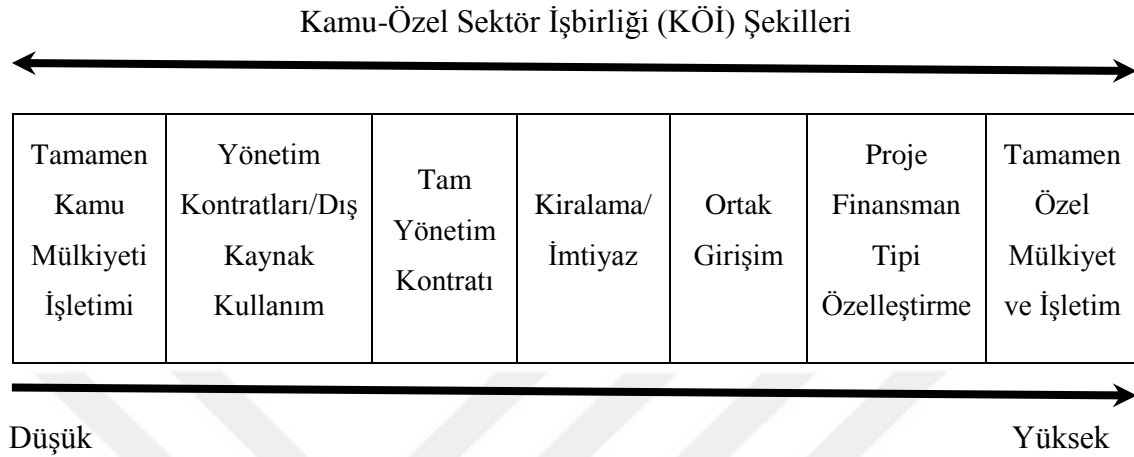 Kamu-Özel Sektör İşbirliği (KÖİ) Şekilleri
Tamamen
Kamu
Mülkiyeti
İşletimi
Yönetim
Kontratları/Dış
Kaynak
Kullanım
Tam
Yönetim
Kontratı
Kiralama/
İmtiyaz
Ortak
Girişim
Proje
Finansman
Tipi
Özelleştirme
Tamamen
Özel
Mülkiyet
ve İşletim
Düşük
Yüksek